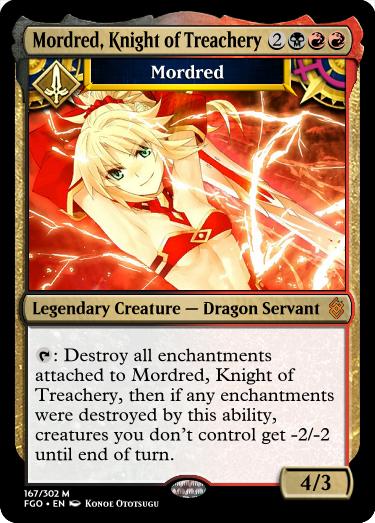 Mordred, Knight of Treachery 2
Mordred
Legendary Creature — Dragon Servant
: Destroy all enchantments
attached to Mordred, Knight of
Treachery, then if any enchantments
were destroyed by this ability,
creatures you don't control get -2/-2
until end of turn.
4/3
167/302 M
FGO • EN Konoe Ototsugu